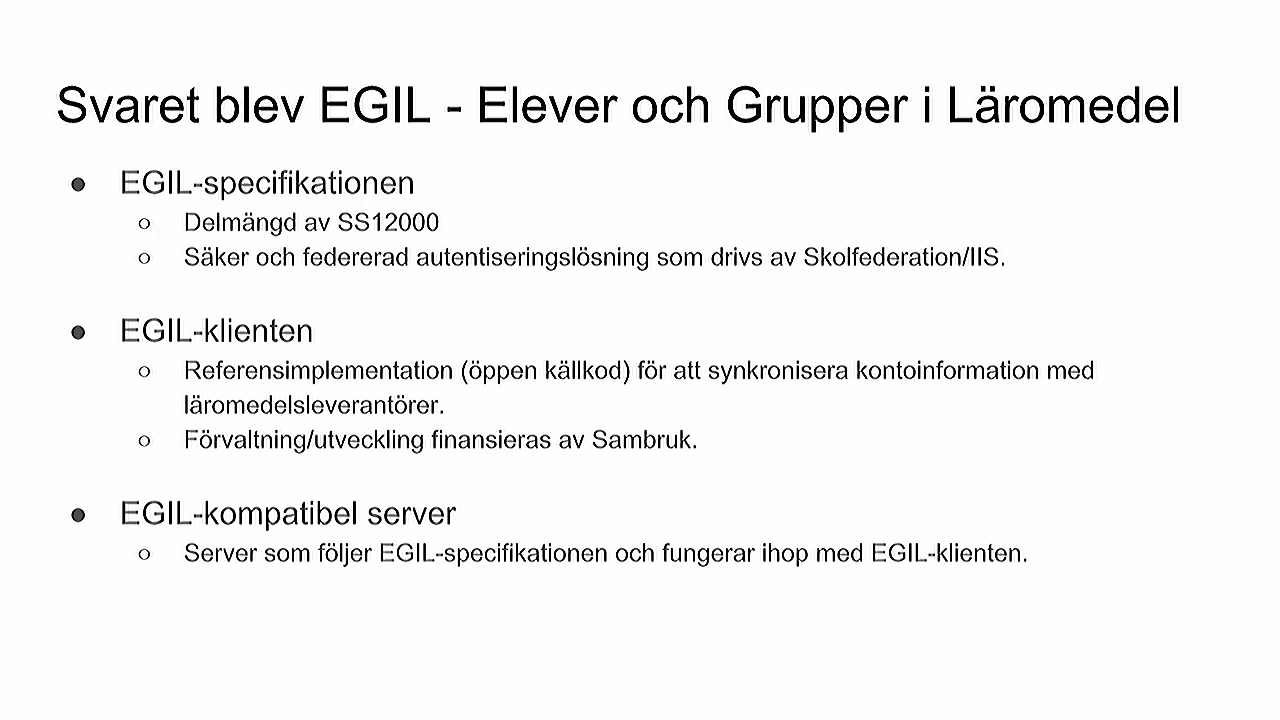 Svaret blev EGIL - Elever och Grupper i Läromedel
● EGIL-specifikationen
○ Delmängd av SS12000
○ Säker och federerad autentiseringslösning som drivs av Skolfederation/IIS.
● EGIL-klienten
○ Referensimplementation (öppen källkod) för att synkronisera kontoinformation med
läromedelsleverantörer.
○ Förvaltning/utveckling finansieras av Sambruk.
● EGIL-kompatibel server
○ Server som följer EGIL-specifikationen och fungerar ihop med EGIL-klienten.